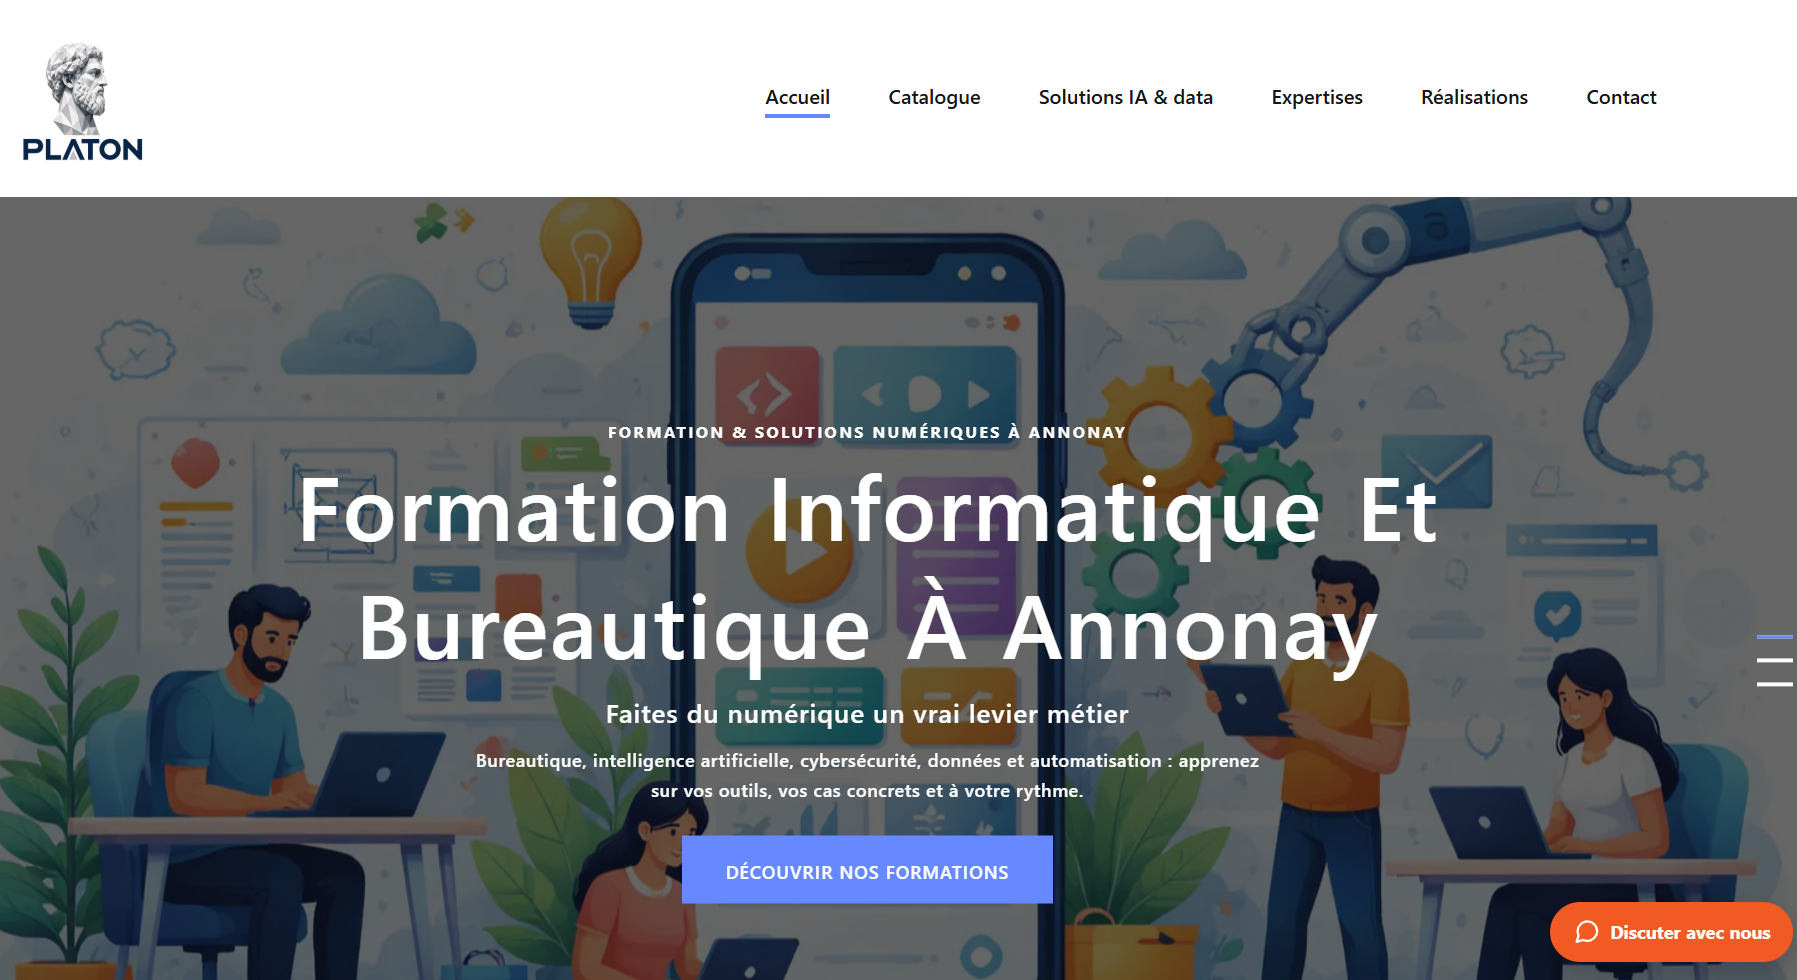 PLATON
Accueil
Catalogue
Solutions IA & data
Expertises
Réalisations
Contact
FORMATION & SOLUTIONS NUMÉRIQUES À ANNONAY
Formation Informatique Et
Bureautique À Annonay
Faites du numérique un vrai levier métier
Bureautique, intelligence artificielle, cybersécurité, données et automatisation : apprenez
sur vos outils, vos cas concrets et à votre rythme.
DÉCOUVRIR NOS FORMATIONS
Discuter avec nous